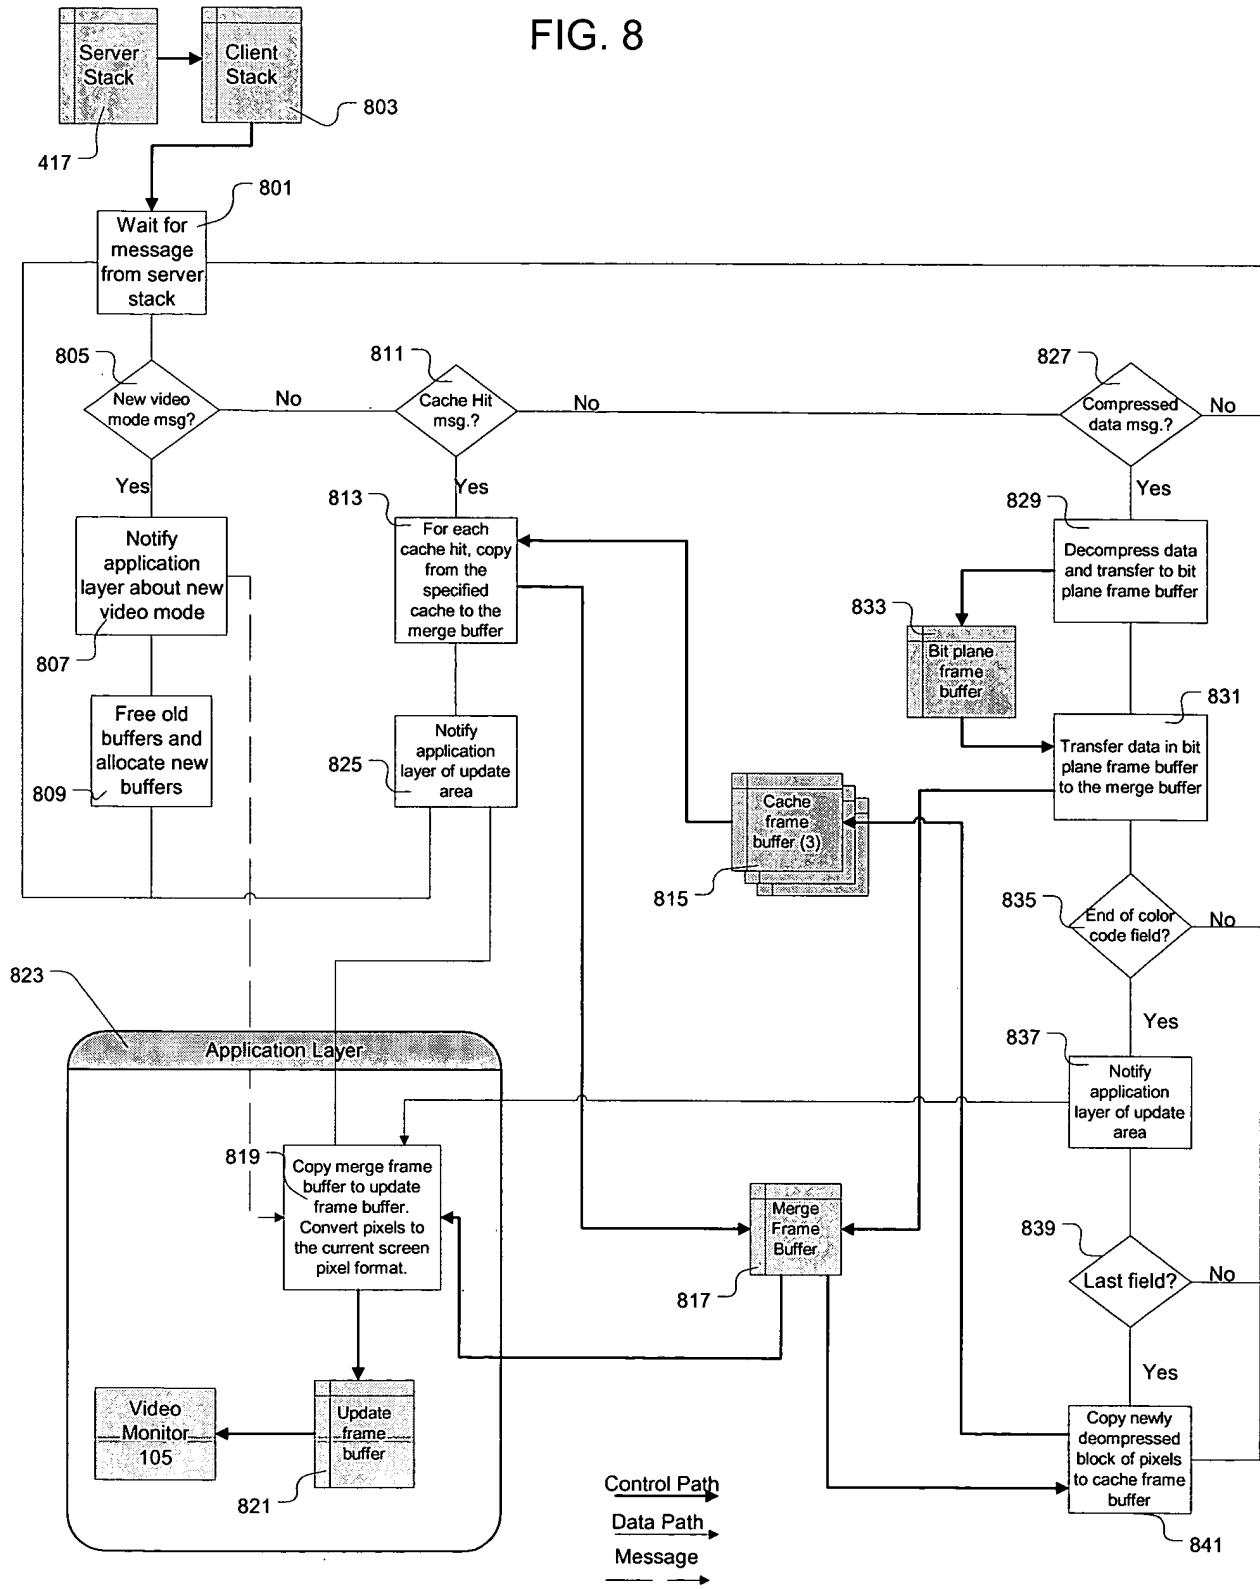 FIG. 8
Server
Stack
Client
Stack
803
417
801
Wait for
message
from server
stack
805
New video
mode msg?
No
811
Cache Hit
msg.?
No
827
Compressed
data msg.?
No
Yes
Yes
Yes
Notify
application
layer about new
video mode
807
813
For each
cache hit, copy
from the
specified
cache to the
merge buffer
829
Decompress data
and transfer to bit
plane frame buffer
833
Bit plane
frame
buffer
831
Transfer data in bit
plane frame buffer
to the merge buffer
Free old
buffers and
allocate new
buffers
809
825
Notify
application
layer of update
area
Cache
frame
buffer (3)
815
835
End of color
code field?
No
Yes
823
Application Layer
837
Notify
application
layer of update
area
819
Copy merge frame
buffer to update
frame buffer.
Convert pixels to
the current screen
pixel format.
Merge
Frame
Buffer
817
839
Last field?
No
Yes
Video
Monitor
105
Update
frame
buffer
821
Copy newly
deompressed
block of pixels
to cache frame
buffer
841
Control Path
Data Path
Message